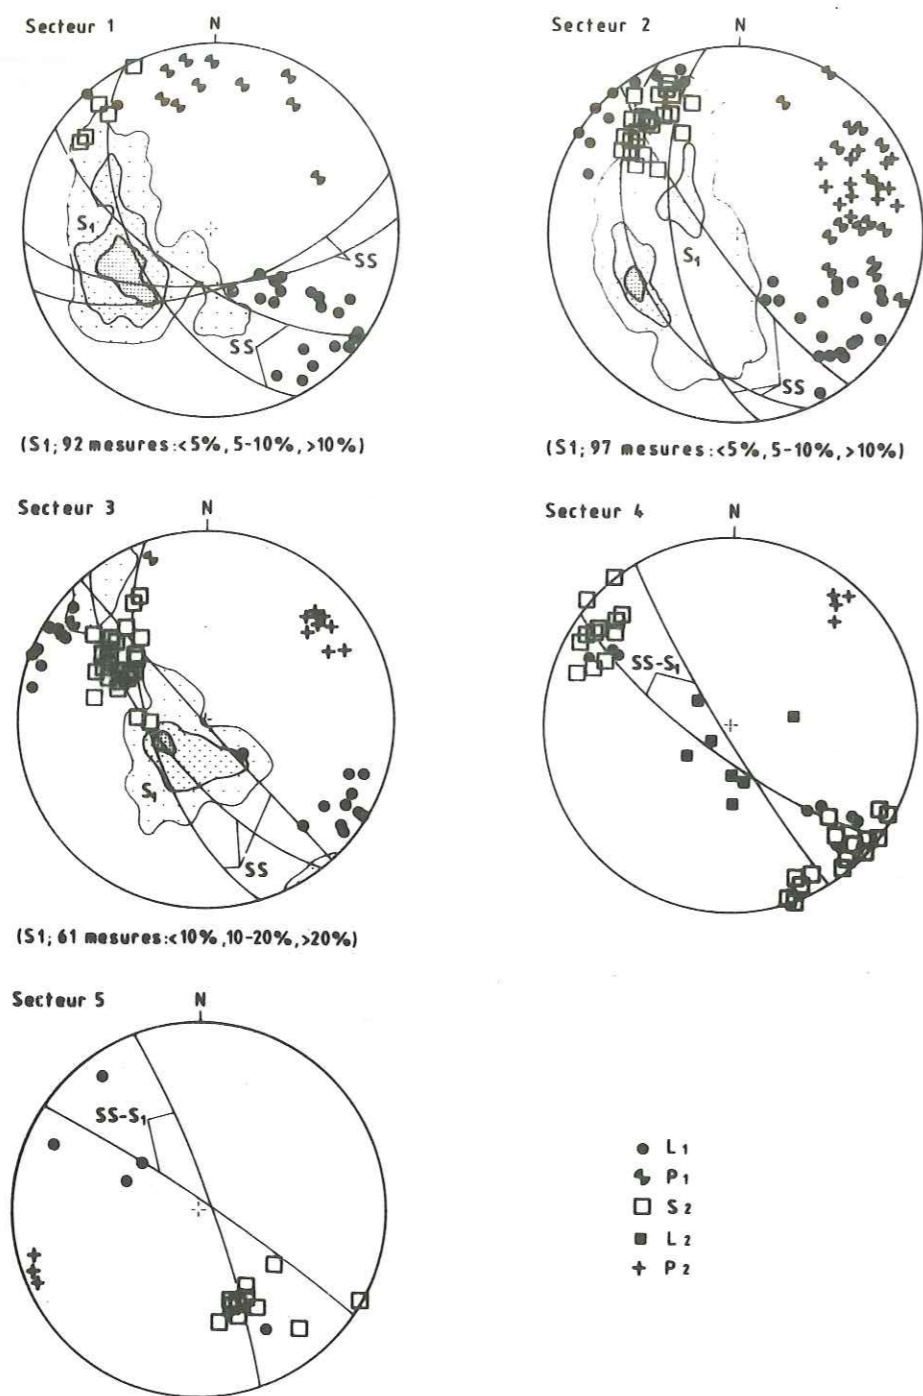 Secteur 1
N
S1
SS
SS
(S1; 92 mesures:<5%, 5-10%, >10%)
Secteur 2
N
S1
SS
(S1; 97 mesures:<5%, 5-10%, >10%)
Secteur 3
N
S1
SS
(S1; 61 mesures:<10%, 10-20%, >20%)
Secteur 4
N
SS-S1
Secteur 5
N
SS-S1
L1
P1
S2
L2
P2